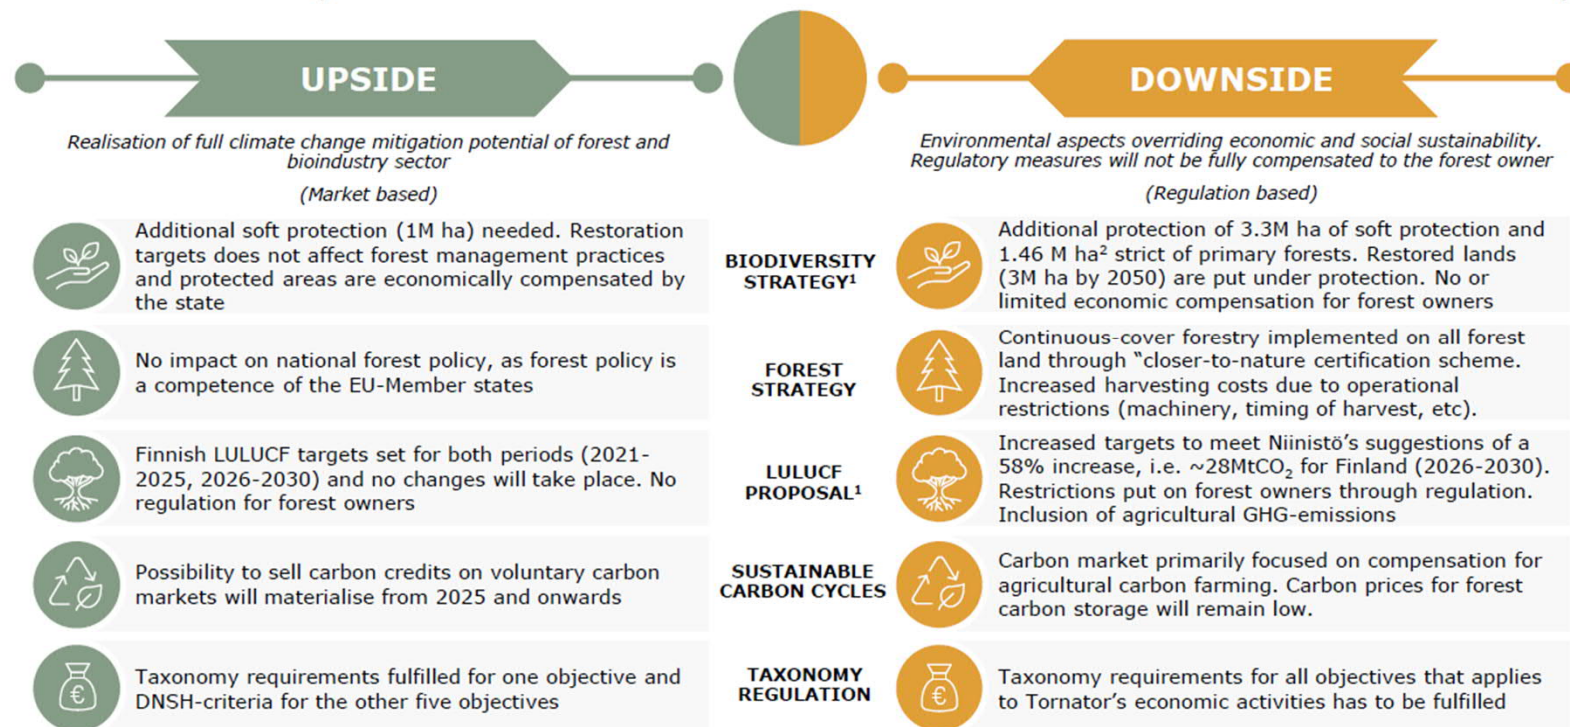 UPSIDE
DOWNSIDE
Realisation of full climate change mitigation potential of forest and
bioindustry sector
(Market based)
Environmental aspects overriding economic and social sustainability.
Regulatory measures will not be fully compensated to the forest owner
(Regulation based)
Additional soft protection (1M ha) needed. Restoration
targets does not affect forest management practices
and protected areas are economically compensated by
the state
BIODIVERSITY
STRATEGY¹
Additional protection of 3.3M ha of soft protection and
1.46 M ha² strict of primary forests. Restored lands
(3M ha by 2050) are put under protection. No or
limited economic compensation for forest owners
No impact on national forest policy, as forest policy is
a competence of the EU-Member states
FOREST
STRATEGY
Continuous-cover forestry implemented on all forest
land through "closer-to-nature certification scheme.
Increased harvesting costs due to operational
restrictions (machinery, timing of harvest, etc).
Finnish LULUCF targets set for both periods (2021-
2025, 2026-2030) and no changes will take place. No
regulation for forest owners
LULUCF
PROPOSAL¹
Increased targets to meet Niinistö's suggestions of a
58% increase, i.e. ~28MtCO₂ for Finland (2026-2030).
Restrictions put on forest owners through regulation.
Inclusion of agricultural GHG-emissions
Possibility to sell carbon credits on voluntary carbon
markets will materialise from 2025 and onwards
SUSTAINABLE
CARBON CYCLES
Carbon market primarily focused on compensation for
agricultural carbon farming. Carbon prices for forest
carbon storage will remain low.
€
Taxonomy requirements fulfilled for one objective and
DNSH-criteria for the other five objectives
TAXONOMY
REGULATION
€
Taxonomy requirements for all objectives that applies
to Tornator's economic activities has to be fulfilled